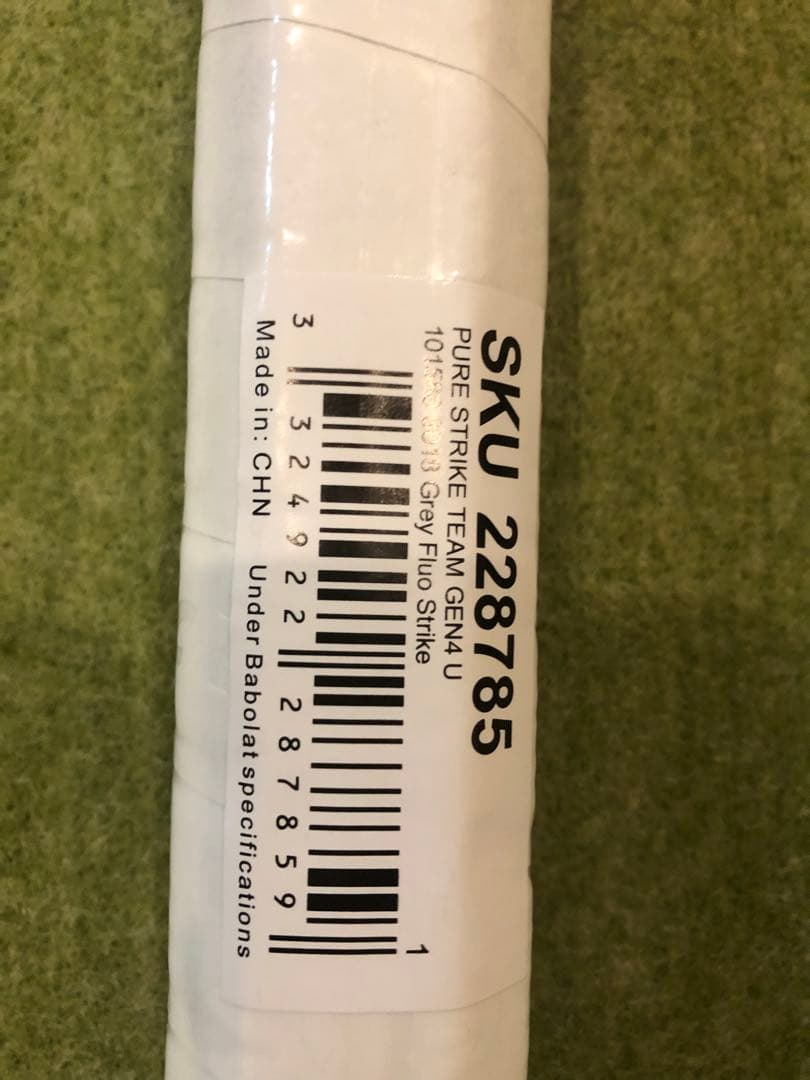 SKU 228785
PURE STRIKE TEAM GEN4 U
Grey Fluo Strike
1
3 324922 287859
Made in: CHN Under Babolat specifications